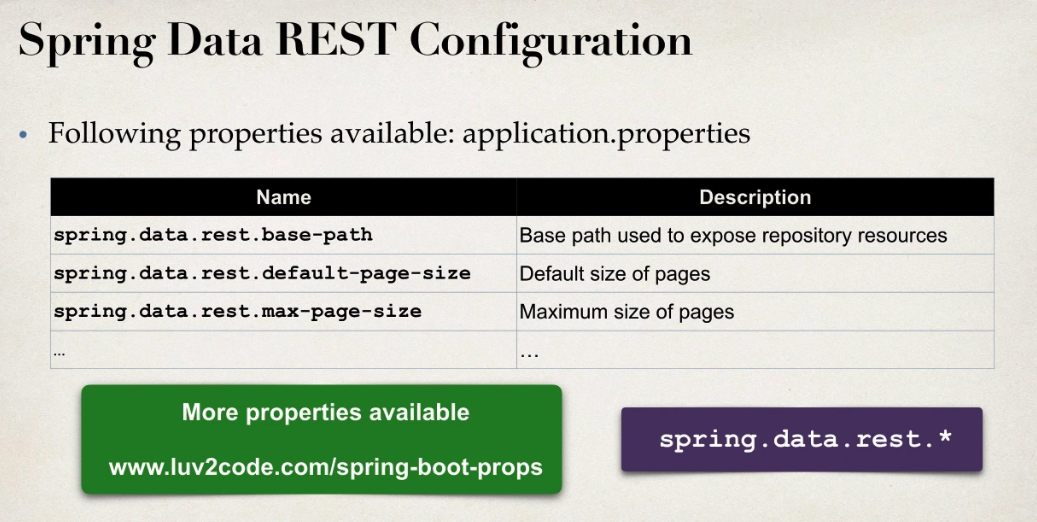 Spring Data REST Configuration
• Following properties available: application.properties
Name Description
spring.data.rest.base-path Base path used to expose repository resources
spring.data.rest.default-page-size Default size of pages
spring.data.rest.max-page-size Maximum size of pages
... ...
More properties available
www.luv2code.com/spring-boot-props
spring.data.rest.*